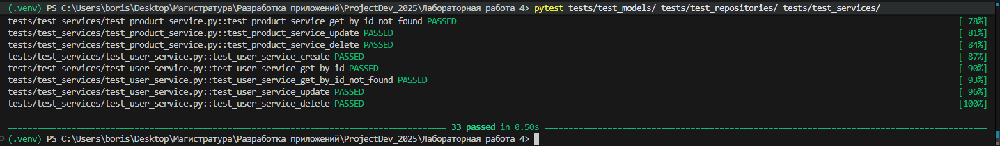 (.venv) PS C:\Users\boris\Desktop\Магистратура\Разработка приложений\ProjectDev_2025\Лабораторная работа 4> pytest tests/test_models/ tests/test_repositories/ tests/test_services/
tests/test_services/test_product_service.py::test_product_service_get_by_id_not_found PASSED [ 78%]
tests/test_services/test_product_service.py::test_product_service_update PASSED [ 81%]
tests/test_services/test_product_service.py::test_product_service_delete PASSED [ 84%]
tests/test_services/test_user_service.py::test_user_service_create PASSED [ 87%]
tests/test_services/test_user_service.py::test_user_service_get_by_id PASSED [ 90%]
tests/test_services/test_user_service.py::test_user_service_get_by_id_not_found PASSED [ 93%]
tests/test_services/test_user_service.py::test_user_service_update PASSED [ 96%]
tests/test_services/test_user_service.py::test_user_service_delete PASSED [100%]
33 passed in 0.50s
(.venv) PS C:\Users\boris\Desktop\Магистратура\Разработка приложений\ProjectDev_2025\Лабораторная работа 4>